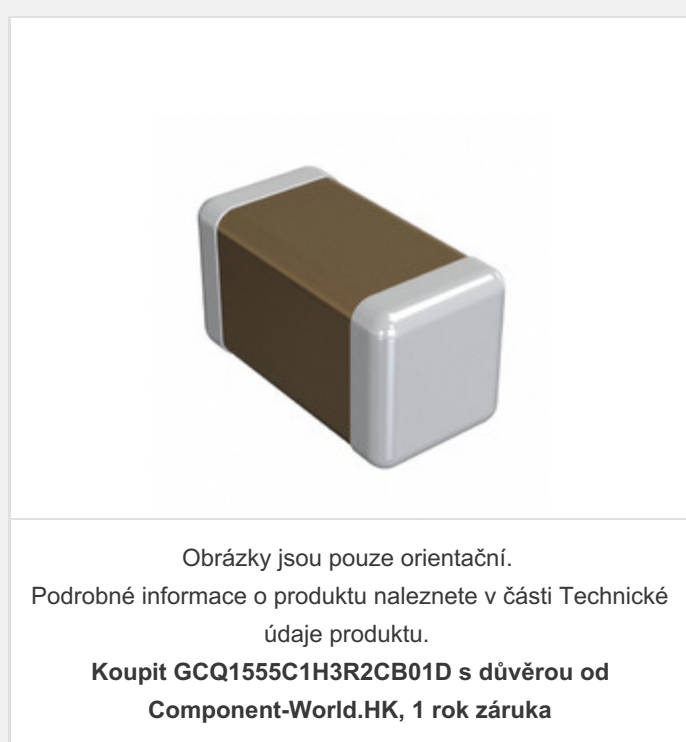 Obrázky jsou pouze orientační.
Podrobné informace o produktu naleznete v části Technické
údaje produktu.
Koupit GCQ1555C1H3R2CB01D s důvěrou od
Component-World.HK, 1 rok záruka